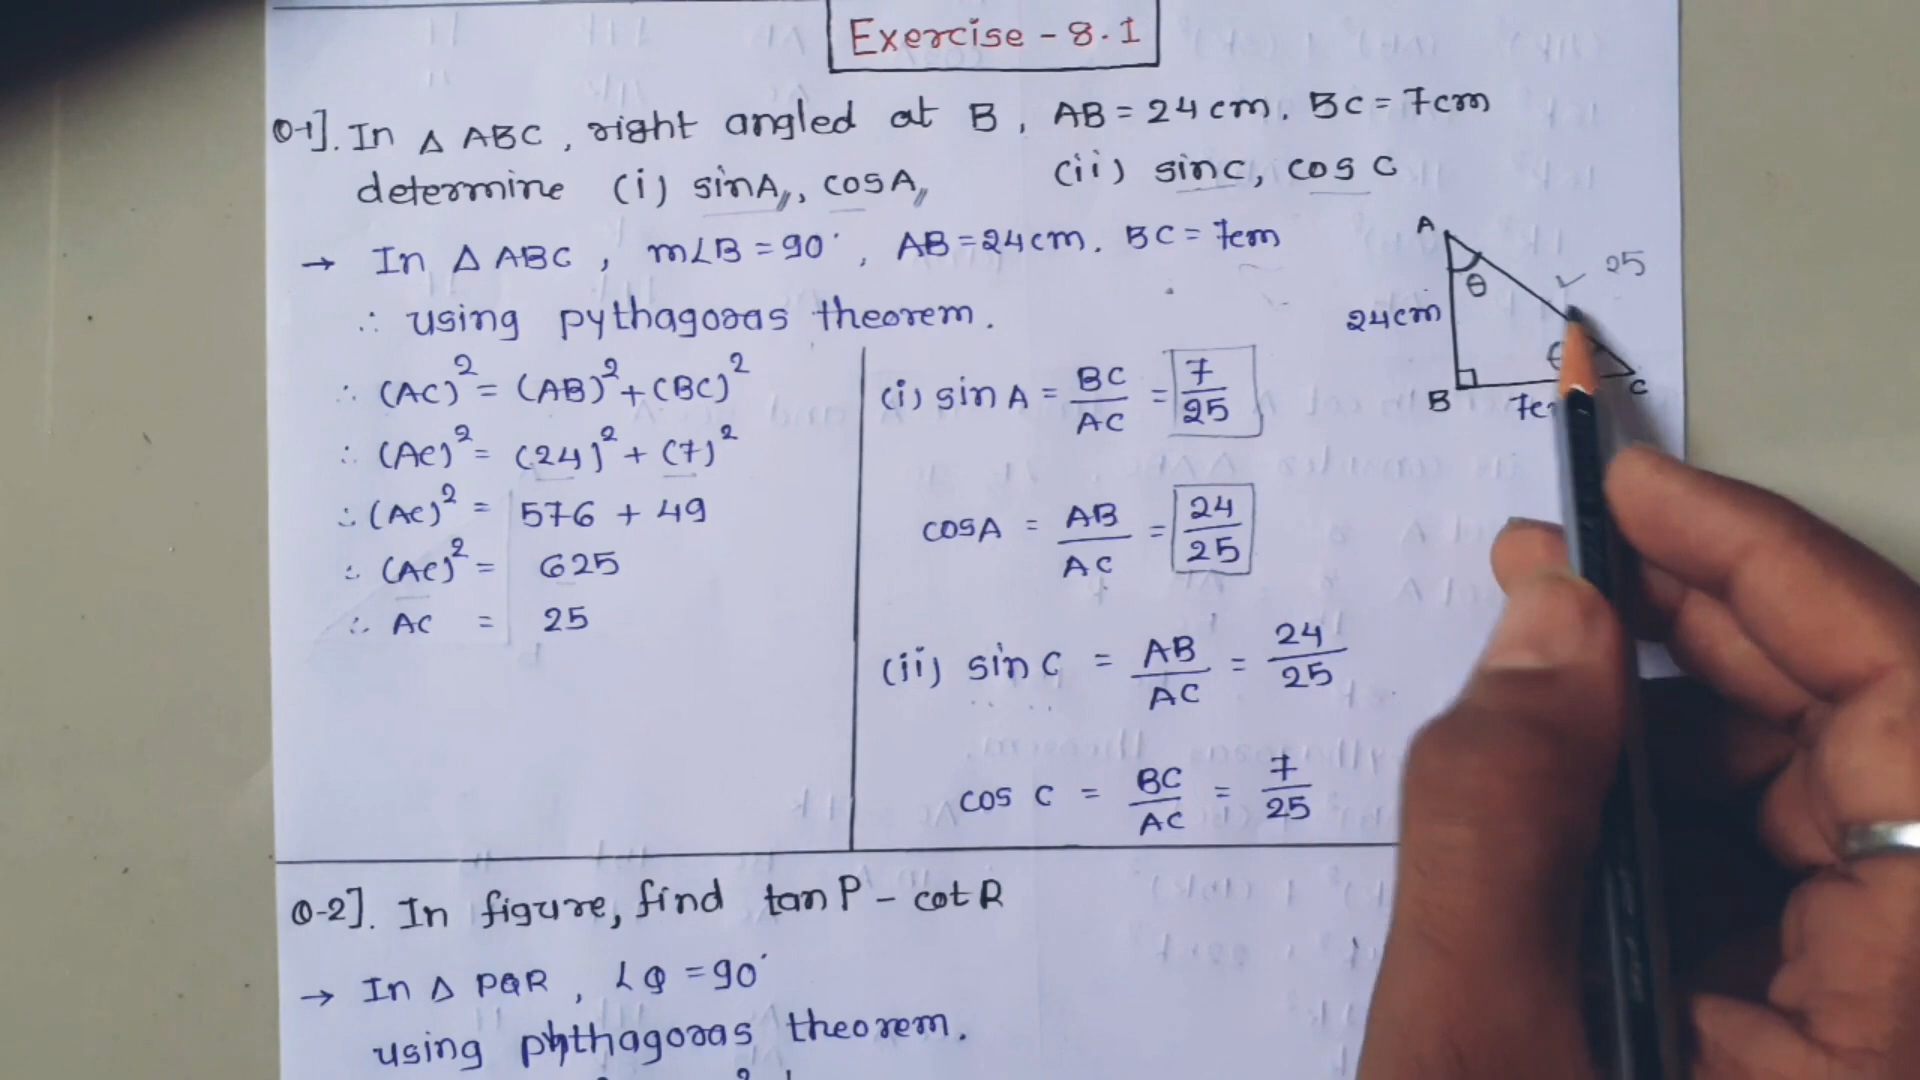 Exercise - 8.1
Q-1]. In △ ABC, right angled at B, AB = 24 cm. BC = 7cm
determine (i) sinA, cosA, (ii) sinc, cos C
→ In △ ABC, m∠B = 90°, AB = 24cm. BC = 7cm
∴ using pythagoras theorem.
∴ (AC)² = (AB)² + (BC)²
∴ (AC)² = (24)² + (7)²
∴ (AC)² = 576 + 49
∴ (AC)² = 625
∴ AC = 25
(i) sin A = BC/AC = 7/25
cosA = AB/AC = 24/25
(ii) sin C = AB/AC = 24/25
cos C = BC/AC = 7/25
A
θ
25
24cm
B
C
Q-2]. In figure, find tan P - cot R
→ In △ PQR, ∠Q = 90°
using phthagoras theorem.